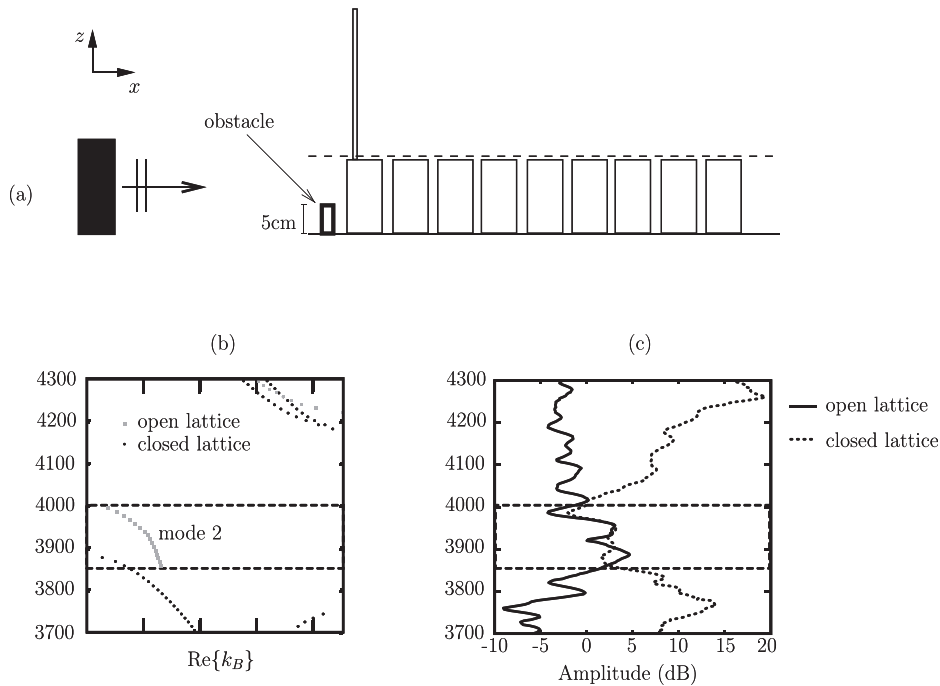 z
x
obstacle
(a)
5cm
(b)
4300
4200
4100
4000
3900
3800
3700
open lattice
closed lattice
mode 2
Re{k_B}
(c)
4300
4200
4100
4000
3900
3800
3700
-10 -5 0 5 10 15 20
Amplitude (dB)
open lattice
closed lattice